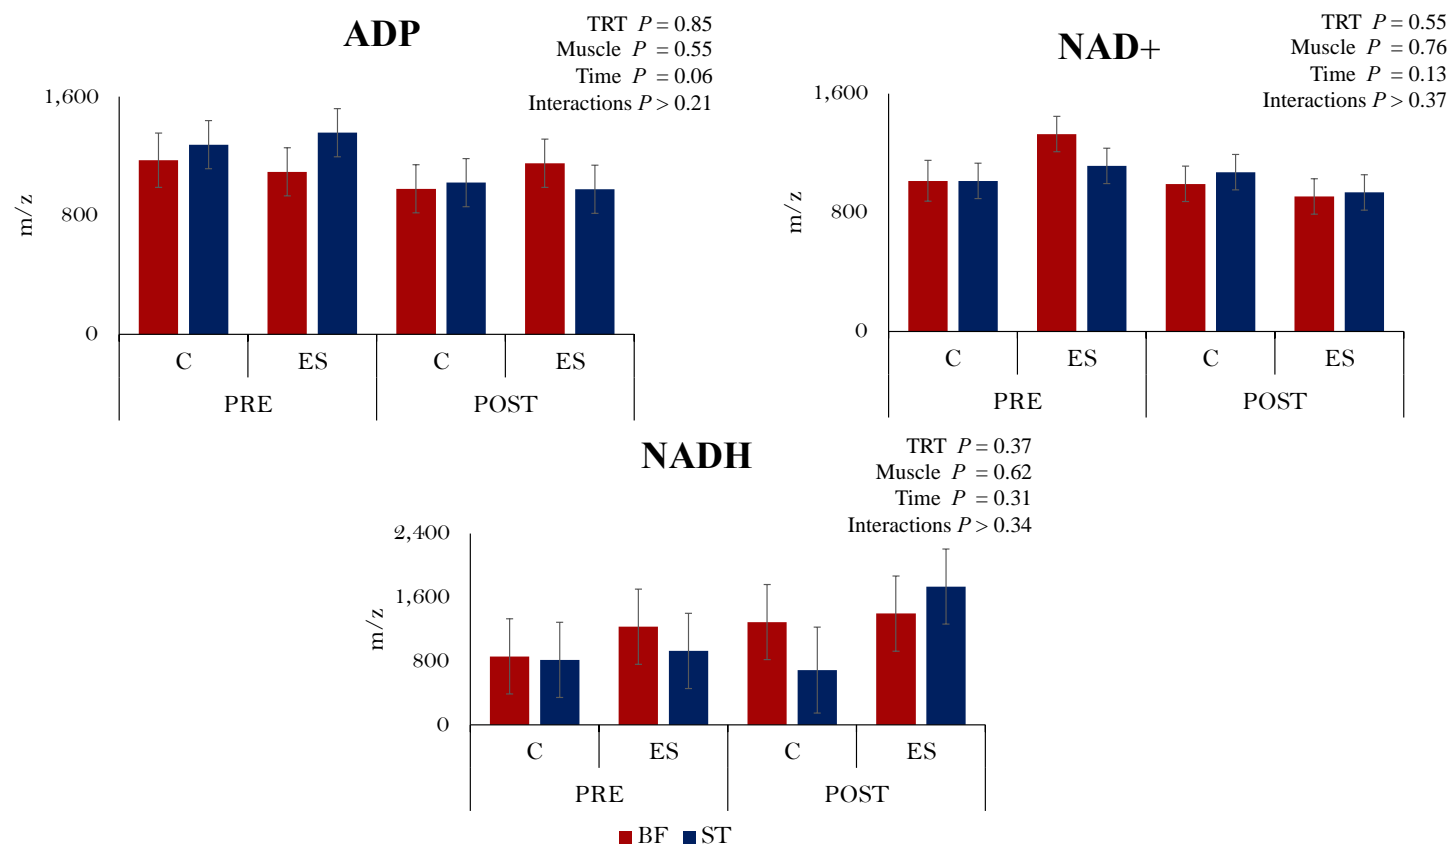 ADP
TRT P = 0.85
Muscle P = 0.55
Time P = 0.06
Interactions P > 0.21
1,600
800
0
m/z
C ES C ES
PRE POST
NAD+
TRT P = 0.55
Muscle P = 0.76
Time P = 0.13
Interactions P > 0.37
1,600
800
0
m/z
C ES C ES
PRE POST
NADH
TRT P = 0.37
Muscle P = 0.62
Time P = 0.31
Interactions P > 0.34
2,400
1,600
800
0
m/z
C ES C ES
PRE POST
BF ST